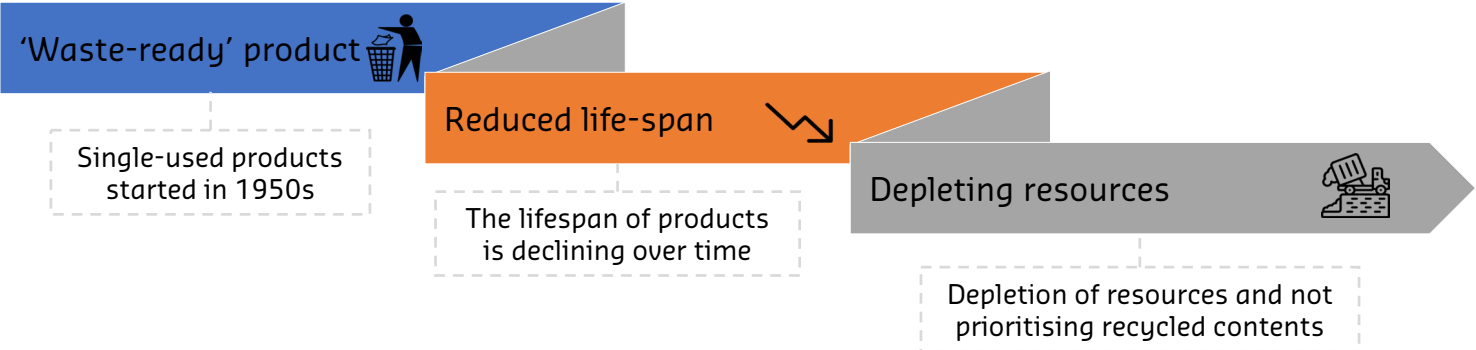 ‘Waste-ready’ product
Single-used products
started in 1950s
Reduced life-span
The lifespan of products
is declining over time
Depleting resources
Depletion of resources and not
prioritising recycled contents